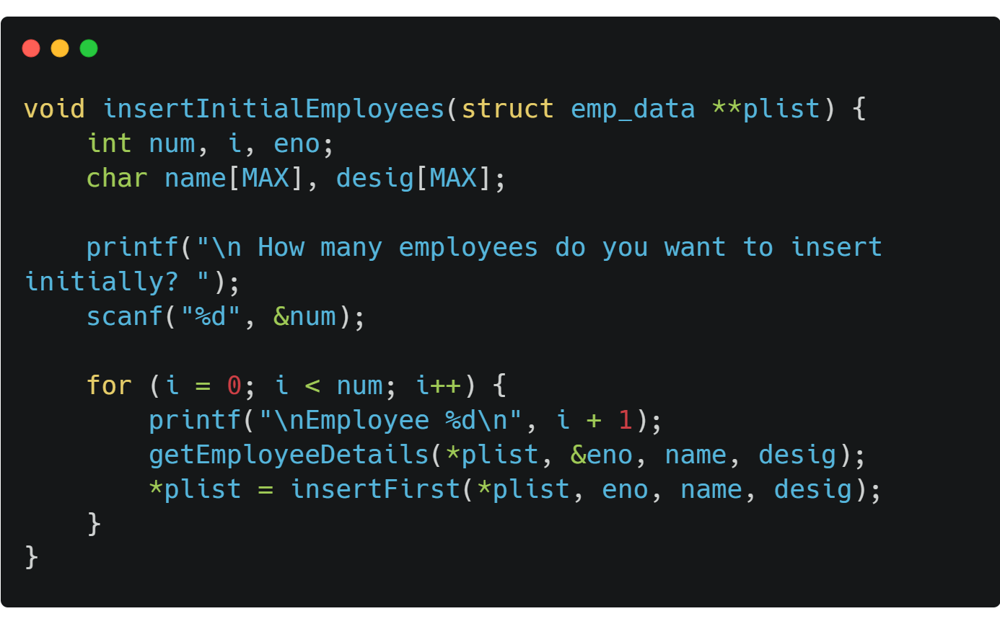 void insertInitialEmployees(struct emp_data **plist) {
    int num, i, eno;
    char name[MAX], desig[MAX];

    printf("\n How many employees do you want to insert
initially? ");
    scanf("%d", &num);

    for (i = 0; i < num; i++) {
        printf("\nEmployee %d\n", i + 1);
        getEmployeeDetails(*plist, &eno, name, desig);
        *plist = insertFirst(*plist, eno, name, desig);
    }
}